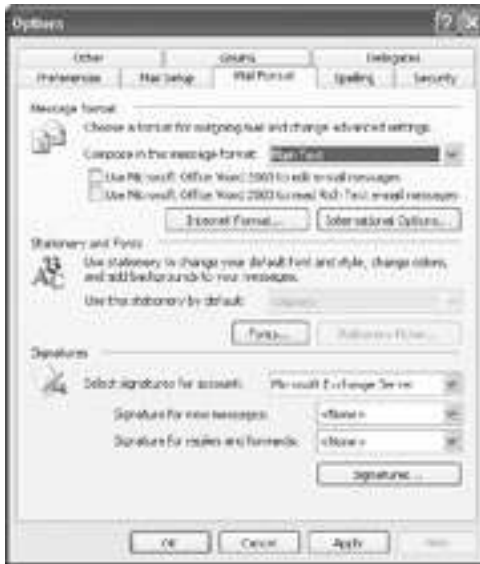 Options
Other
Delegates
Preferences
Mail Setup
Mail Format
Spelling
Security
Message format
Choose a format for outgoing mail and change advanced settings.
Compose in this message format:
Plain Text
Use Microsoft Office Word 2003 to edit e-mail messages
Use Microsoft Office Word 2003 to read Rich Text e-mail messages
Internet Format...
International Options...
Stationery and Fonts
Use stationery to change your default font and style, change colors,
and add backgrounds to your messages.
Use this stationery by default:
Fonts...
Signatures
Select signatures for account:
Microsoft Exchange Server
Signature for new messages:
<None>
Signature for replies and forwards:
<None>
Signatures...
OK
Cancel
Apply